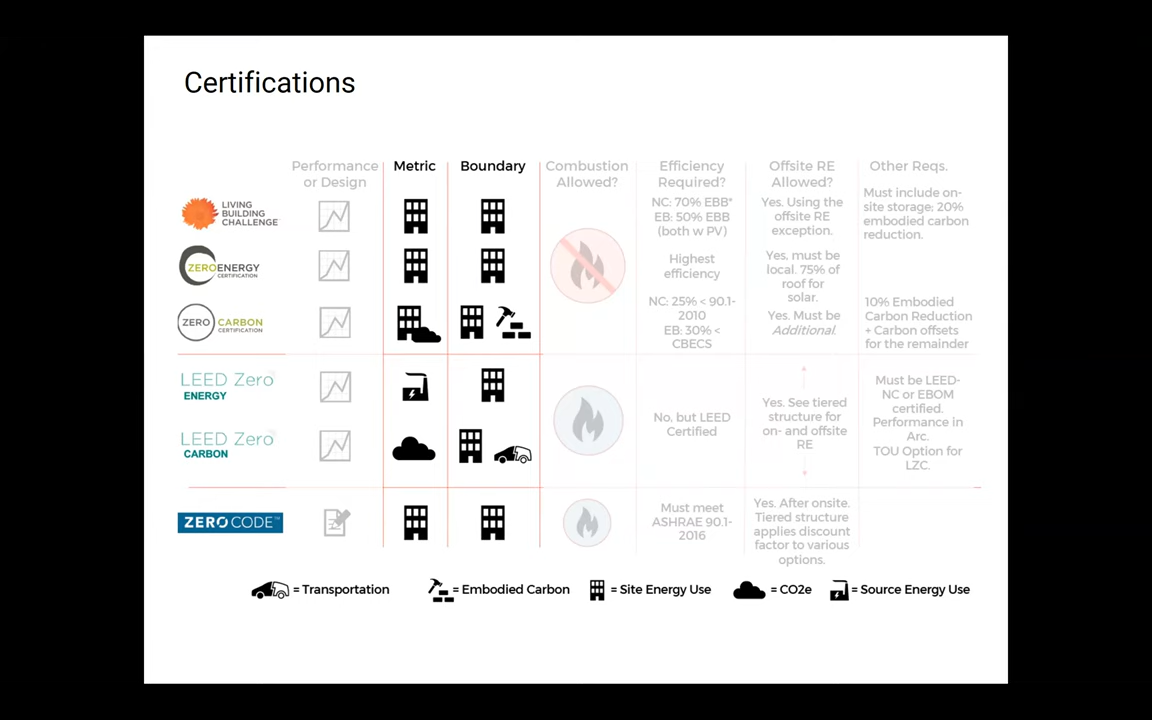 Certifications
Performance
or Design
Metric
Boundary
Combustion
Allowed?
Efficiency
Required?
Offsite RE
Allowed?
Other Reqs.
LIVING
BUILDING
CHALLENGE
NC: 70% EBB*
EB: 50% EBB
(both w PV)
Yes. Using the
offsite RE
exception.
Must include on-
site storage; 20%
embodied carbon
reduction.
ZEROENERGY
CERTIFICATION
Highest
efficiency
Yes, must be
local. 75% of
roof for
solar.
ZERO CARBON
CERTIFICATION
NC: 25% < 90.1-
2010
EB: 30% <
CBECS
Yes. Must be
Additional.
10% Embodied
Carbon Reduction
+ Carbon offsets
for the remainder
LEED Zero
ENERGY
LEED Zero
CARBON
No, but LEED
Certified
Yes. See tiered
structure for
on- and offsite
RE
Must be LEED-
NC or EBOM
certified.
Performance in
Arc.
TOU Option for
LZC.
ZERO CODE™
Must meet
ASHRAE 90.1-
2016
Yes. After onsite.
Tiered structure
applies discount
factor to various
options.
= Transportation
= Embodied Carbon
= Site Energy Use
= CO2e
= Source Energy Use